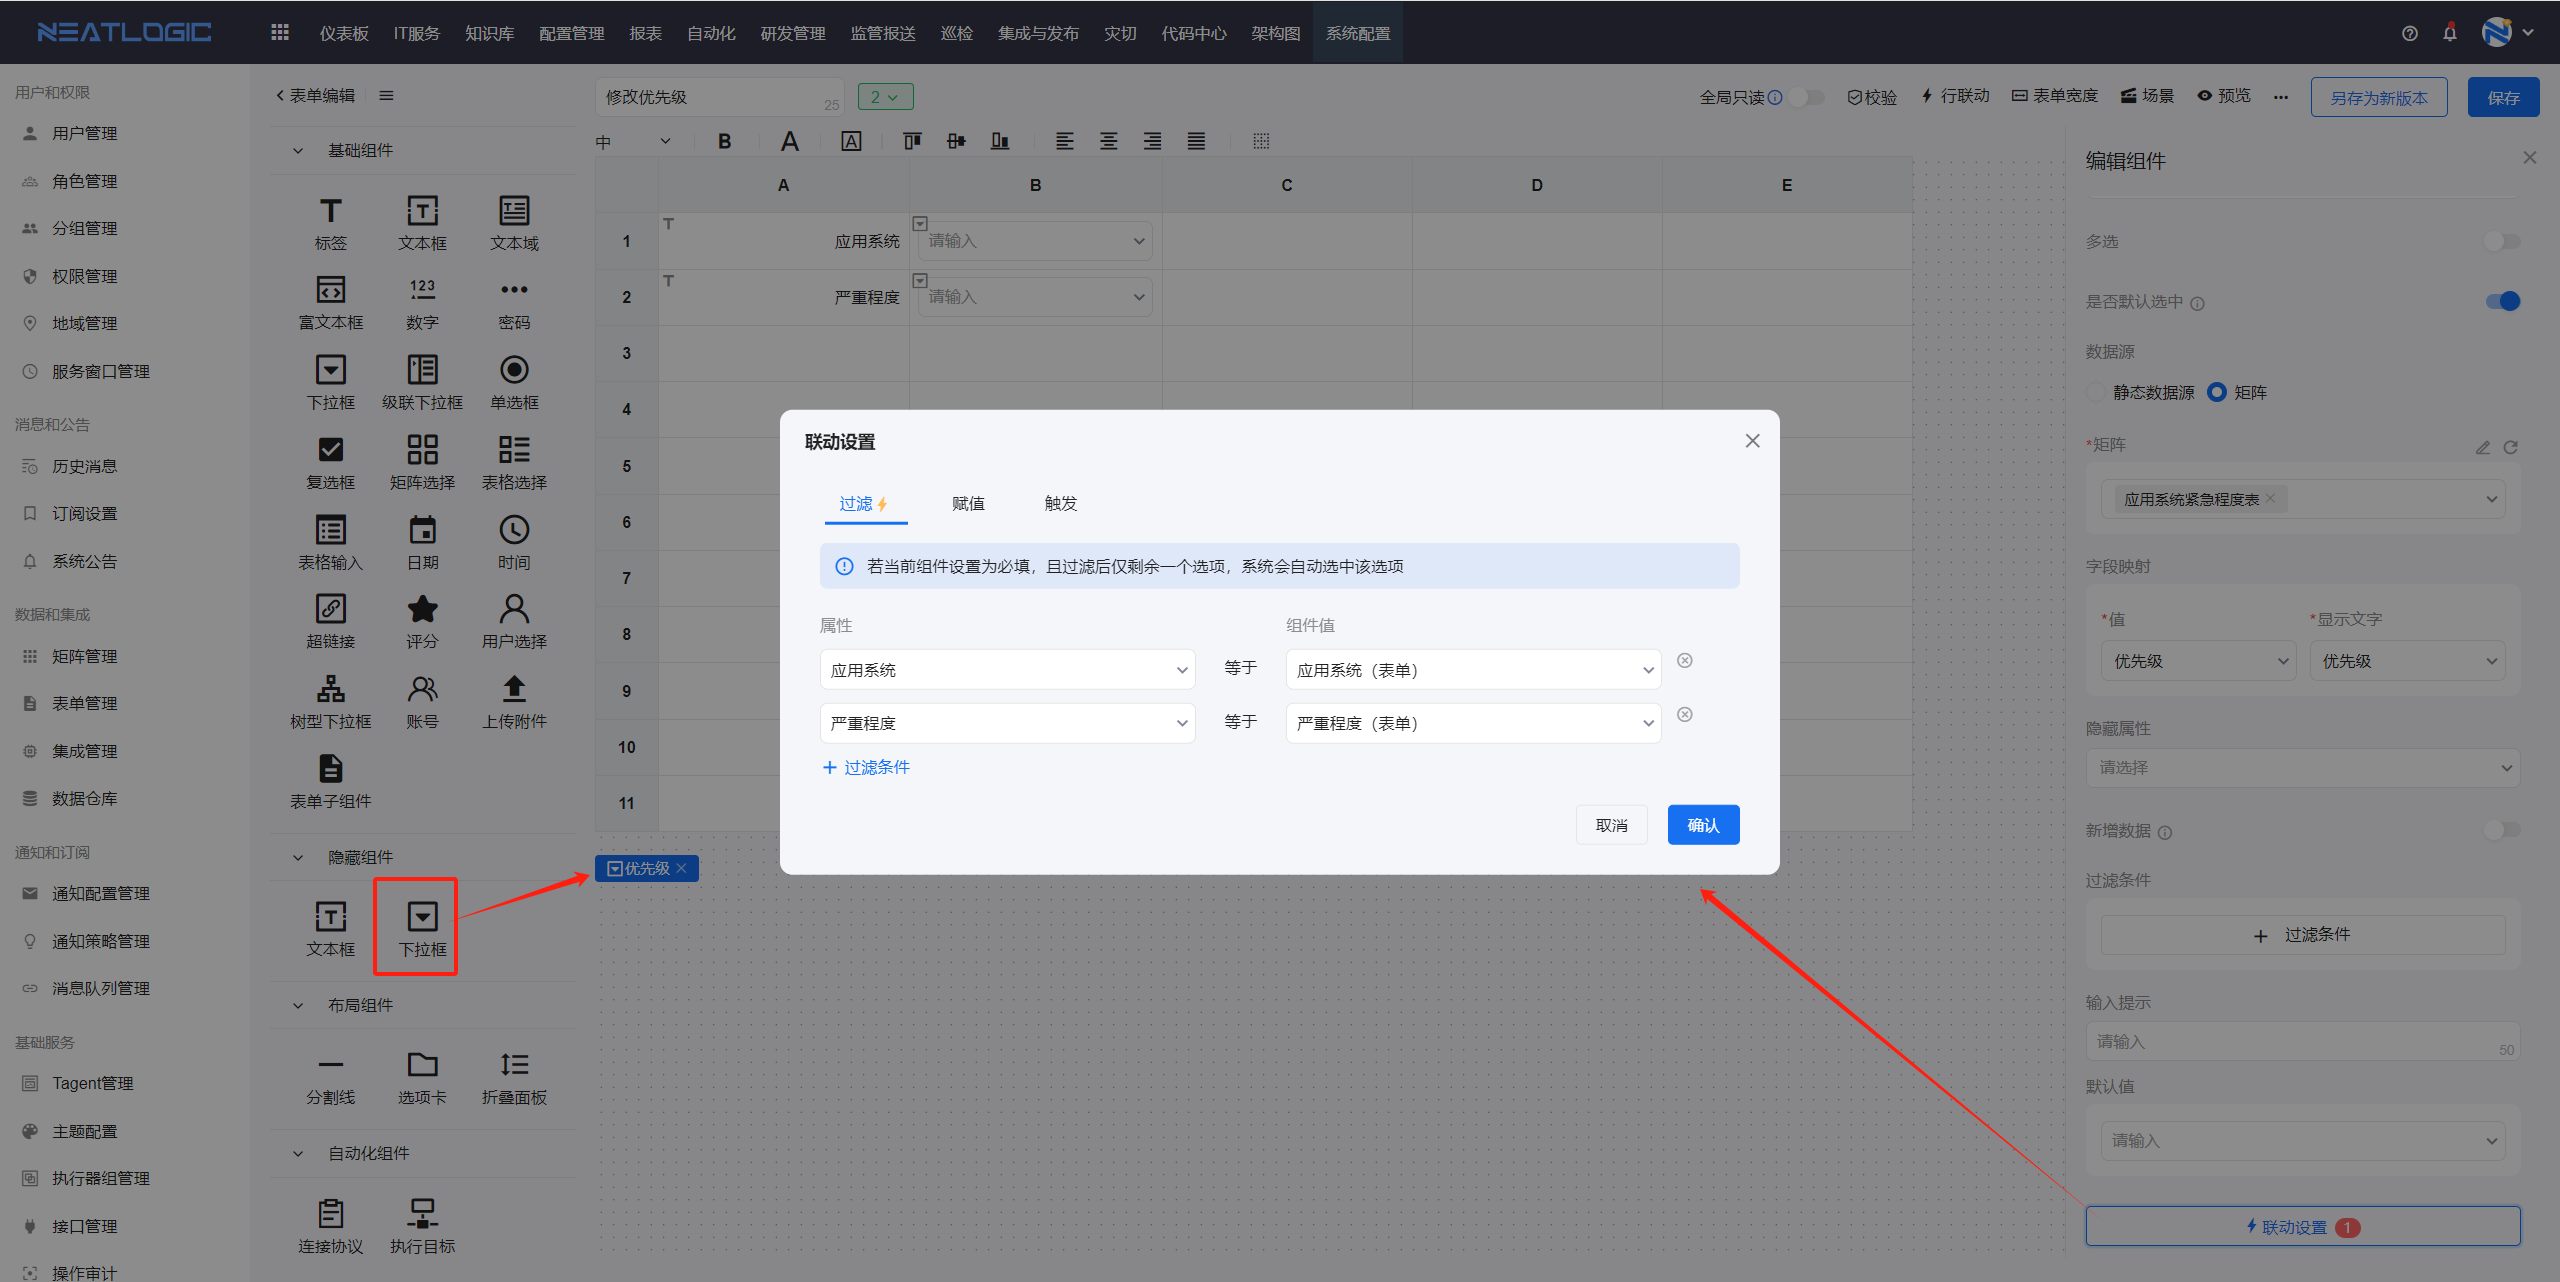 NEATLOGIC
仪表板 IT服务 知识库 配置管理 报表 自动化 研发管理 监管报送 巡检 集成与发布 灾切 代码中心 架构图 系统配置
用户和权限
用户管理
角色管理
分组管理
权限管理
地域管理
服务窗口管理
消息和公告
历史消息
订阅设置
系统公告
数据和集成
矩阵管理
表单管理
集成管理
数据仓库
通知和订阅
通知配置管理
通知策略管理
消息队列管理
基础服务
Tagent管理
主题配置
执行器组管理
接口管理
操作审计
表单编辑
基础组件
标签 文本框 文本域
富文本框 数字 密码
下拉框 级联下拉框 单选框
复选框 矩阵选择 表格选择
表格输入 日期 时间
超链接 评分 用户选择
树型下拉框 账号 上传附件
表单子组件
隐藏组件
文本框 下拉框
布局组件
分割线 选项卡 折叠面板
自动化组件
连接协议 执行目标
修改优先级 25 2
全局只读 校验 行联动 表单宽度 场景 预览 ... 另存为新版本 保存
中 B A A
A B C D E
1 应用系统 请输入
2 严重程度 请输入
3
4
5
6
7
8
9
10
11
优先级
联动设置
过滤 赋值 触发
若当前组件设置为必填，且过滤后仅剩余一个选项，系统会自动选中该选项
属性 组件值
应用系统 等于 应用系统（表单）
严重程度 等于 严重程度（表单）
过滤条件
取消 确认
编辑组件
多选
是否默认选中
数据源
静态数据源 矩阵
*矩阵
应用系统紧急程度表
字段映射
*值 *显示文字
优先级 优先级
隐藏属性
请选择
新增数据
过滤条件
过滤条件
输入提示
请输入 50
默认值
请输入
联动设置 1